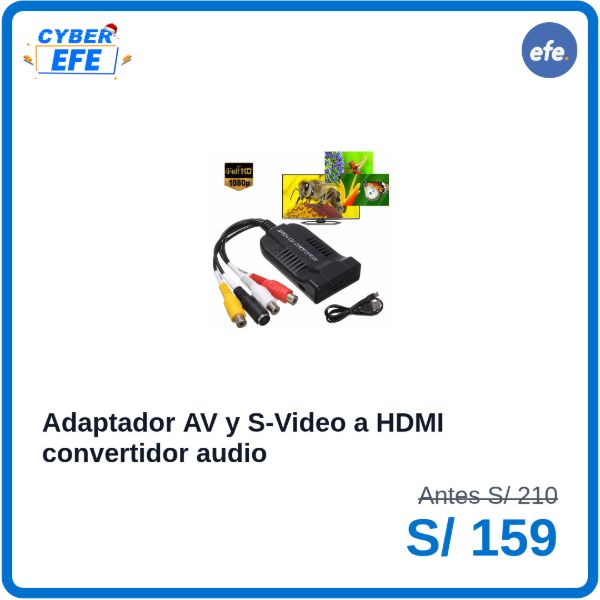 CYBER
EFE
efe.
Full HD
1080p
Adaptador AV y S-Video a HDMI
convertidor audio
Antes S/ 210
S/ 159